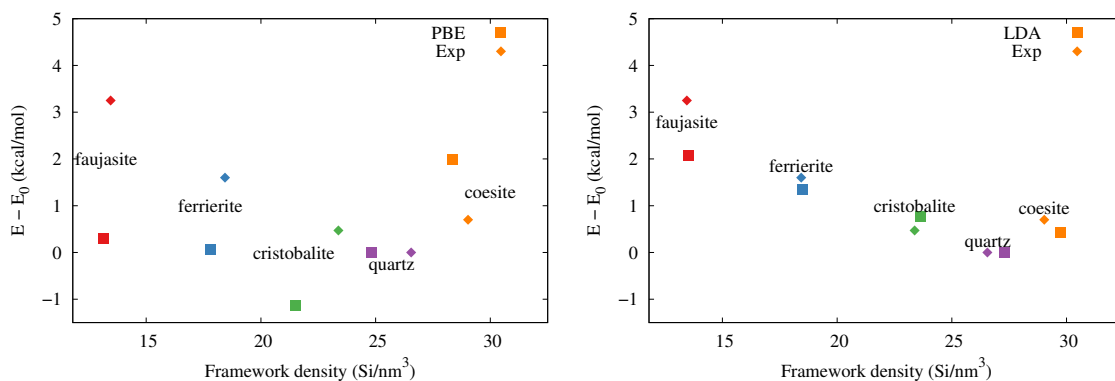 5
4
3
2
1
0
−1
15
20
25
30
E − E0 (kcal/mol)
Framework density (Si/nm3)
PBE
Exp
faujasite
ferrierite
cristobalite
quartz
coesite
5
4
3
2
1
0
−1
15
20
25
30
E − E0 (kcal/mol)
Framework density (Si/nm3)
LDA
Exp
faujasite
ferrierite
cristobalite
quartz
coesite